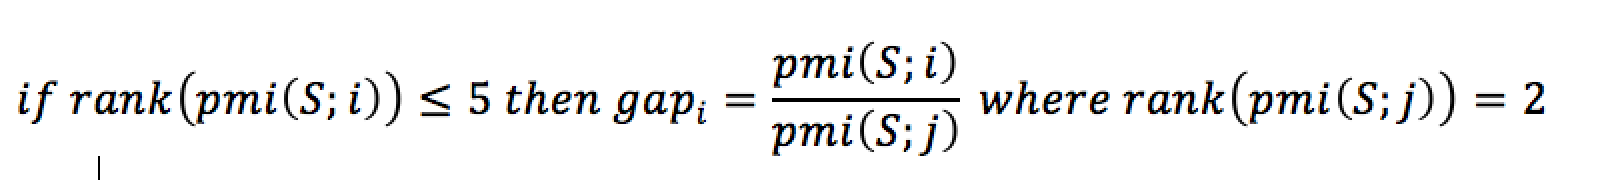 if rank(pmi(S; i)) ≤ 5 then gap_i = pmi(S; i) / pmi(S; j) where rank(pmi(S; j)) = 2